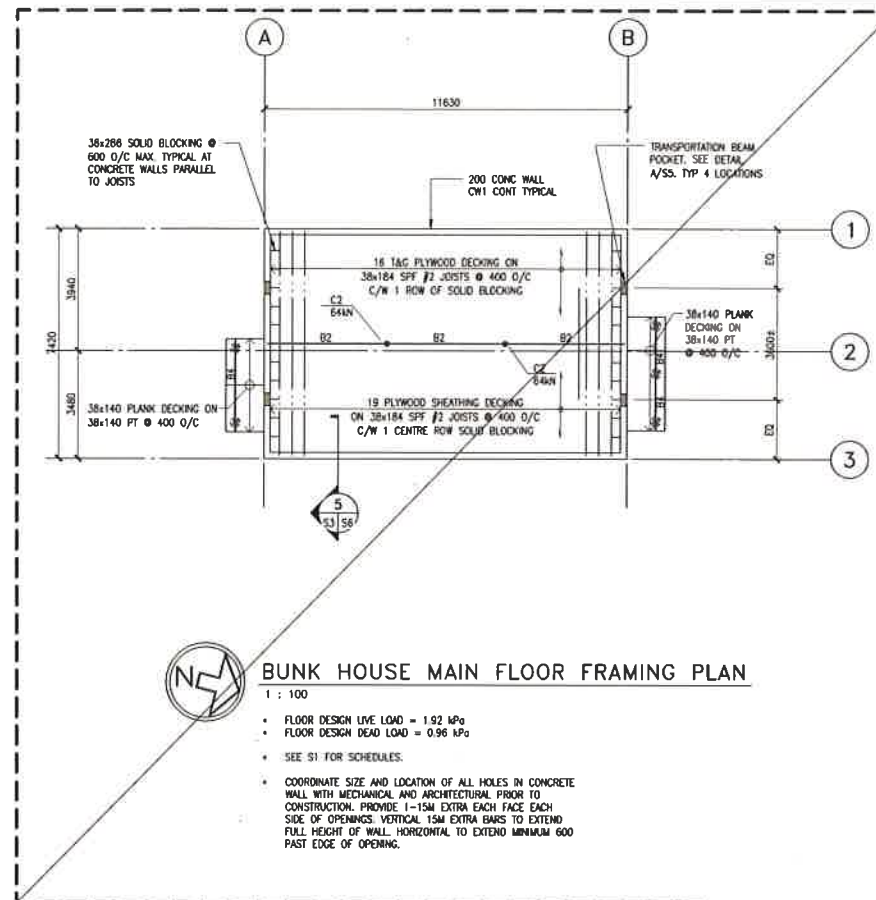 A
B
11630
38x286 SOLID BLOCKING @
600 O/C MAX. TYPICAL AT
CONCRETE WALLS PARALLEL
TO JOISTS
TRANSPORTATION BEAM
POCKET. SEE DETAIL
A/S5. TYP 4 LOCATIONS
200 CONC WALL
CW1 CONT TYPICAL
1
16 T&G PLYWOOD DECKING ON
38x184 SPF #2 JOISTS @ 400 O/C
C/W 1 ROW OF SOLID BLOCKING
EQ
3940
7420
C2
64kN
B2
B2
B2
38x140 PLANK
DECKING ON
38x140 PT
@ 400 O/C
3600±
2
C2
64kN
B4
B4
B4
3480
38x140 PLANK DECKING ON
38x140 PT @ 400 O/C
19 PLYWOOD SHEATHING DECKING
ON 38x184 SPF #2 JOISTS @ 400 O/C
C/W 1 CENTRE ROW SOLID BLOCKING
EQ
3
5
S3 S6
N
BUNK HOUSE MAIN FLOOR FRAMING PLAN
1 : 100
• FLOOR DESIGN LIVE LOAD = 1.92 kPa
• FLOOR DESIGN DEAD LOAD = 0.96 kPa
• SEE S1 FOR SCHEDULES.
• COORDINATE SIZE AND LOCATION OF ALL HOLES IN CONCRETE
WALL WITH MECHANICAL AND ARCHITECTURAL PRIOR TO
CONSTRUCTION. PROVIDE 1-15M EXTRA EACH FACE EACH
SIDE OF OPENINGS. VERTICAL 15M EXTRA BARS TO EXTEND
FULL HEIGHT OF WALL. HORIZONTAL TO EXTEND MINIMUM 600
PAST EDGE OF OPENING.